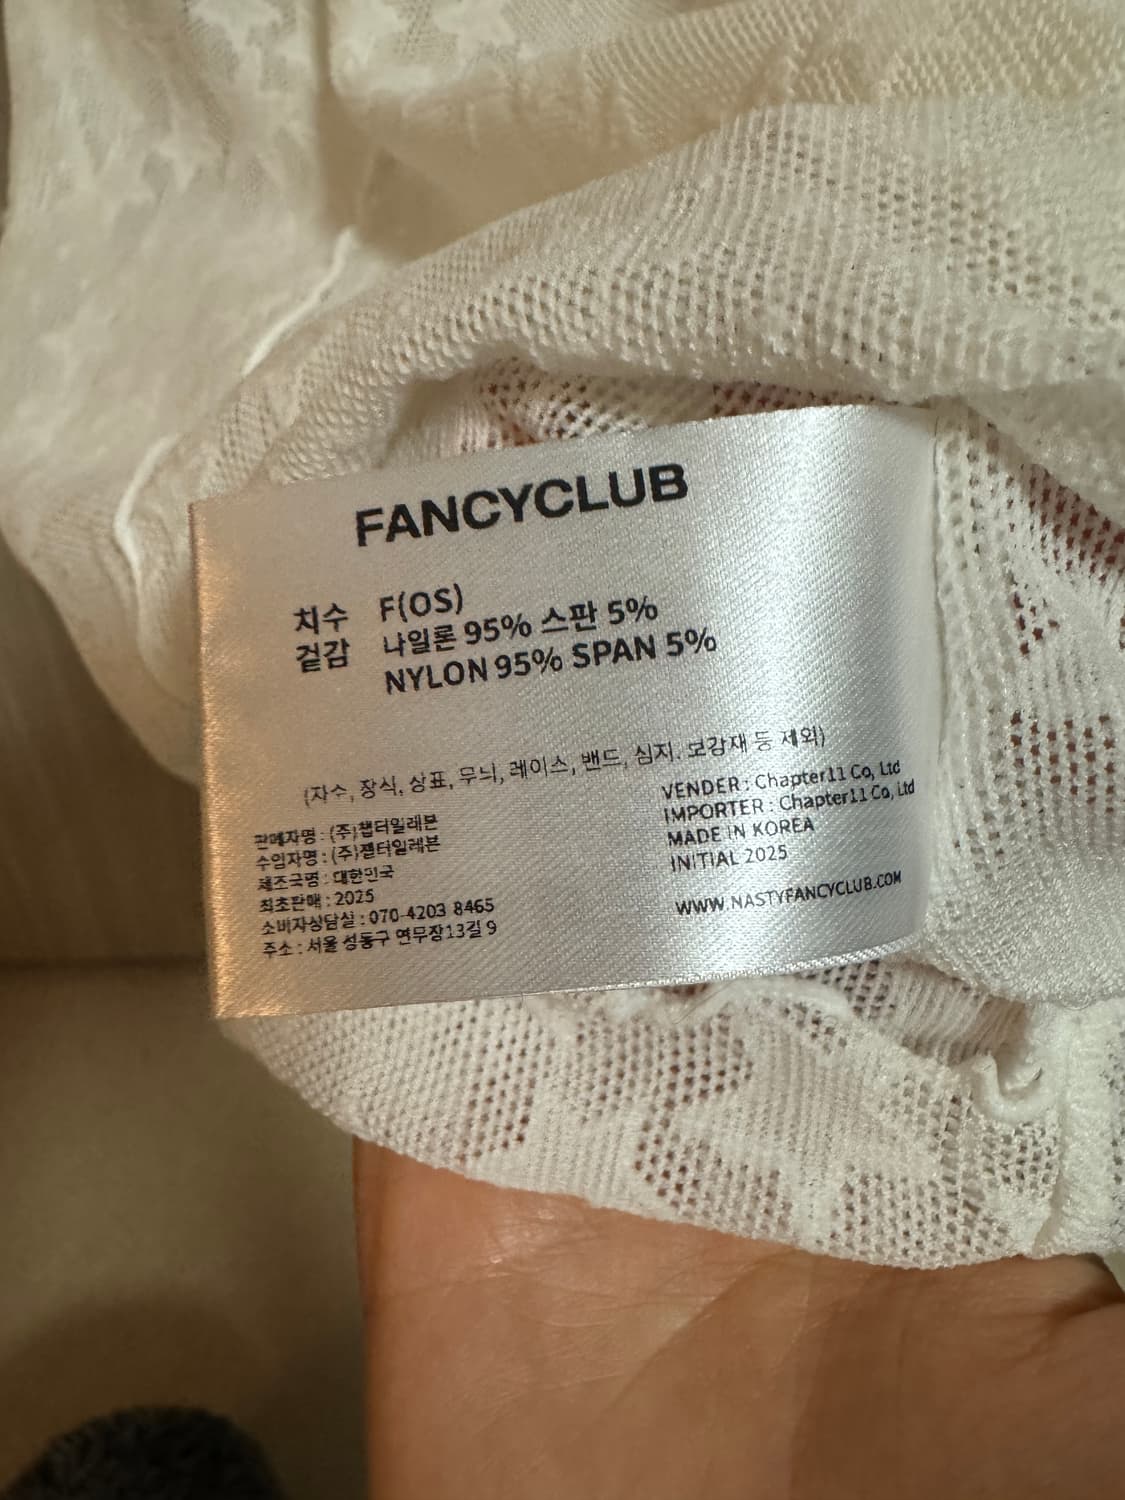 FANCYCLUB
치수 F(OS)
겉감 나일론 95% 스판 5%
NYLON 95% SPAN 5%
(자수, 장식, 상표, 무늬, 레이스, 밴드, 심지. 보강재 등 제외)
판매자명 : (주)챕터일레븐
수입자명 : (주)챕터일레븐
제조국명 : 대한민국
최초판매 : 2025
소비자상담실 : 070-4203 8465
주소 : 서울 성동구 연무장13길 9
VENDER : Chapter11 Co, Ltd
IMPORTER : Chapter11 Co, Ltd
MADE IN KOREA
INITIAL 2025
WWW.NASTYFANCYCLUB.COM